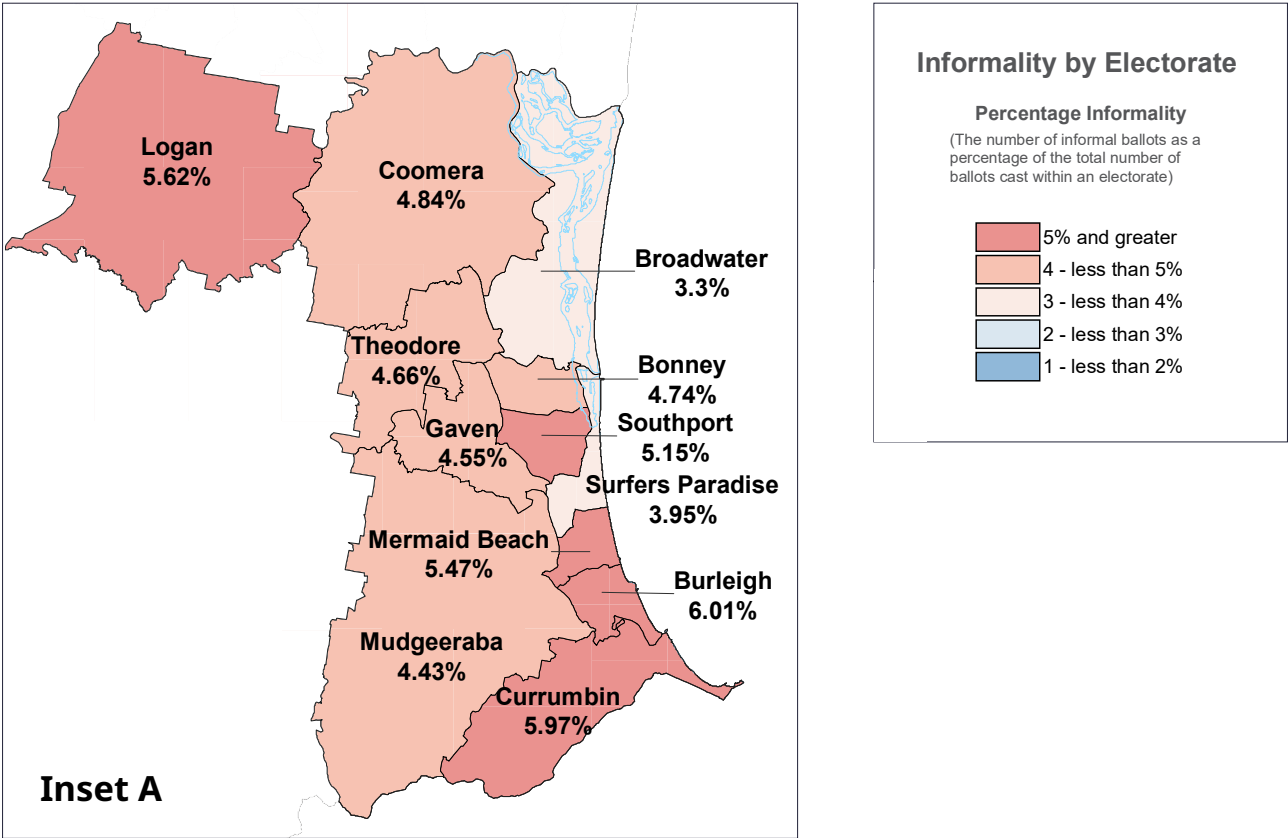 Logan
5.62%
Coomera
4.84%
Broadwater
3.3%
Theodore
4.66%
Bonney
4.74%
Gaven
4.55%
Southport
5.15%
Surfers Paradise
3.95%
Mermaid Beach
5.47%
Burleigh
6.01%
Mudgeeraba
4.43%
Currumbin
5.97%
Inset A
Informality by Electorate
Percentage Informality
(The number of informal ballots as a
percentage of the total number of
ballots cast within an electorate)
5% and greater
4 - less than 5%
3 - less than 4%
2 - less than 3%
1 - less than 2%